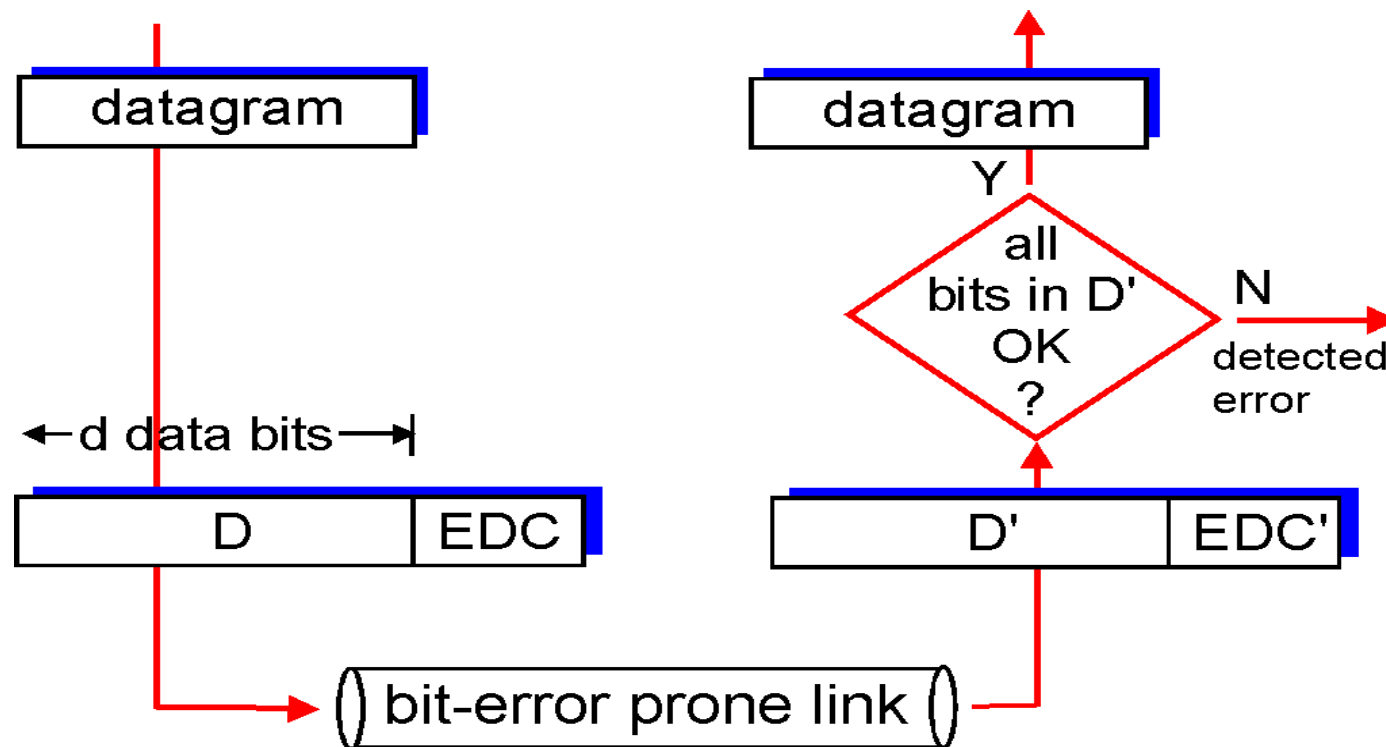 datagram
datagram
Y
all
bits in D'
OK
?
N
detected
error
d data bits
D
EDC
D'
EDC'
bit-error prone link